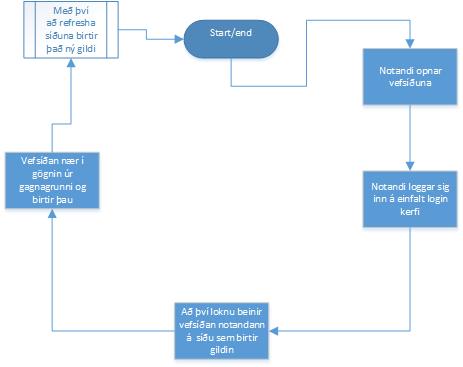 Með því
að refresha
síðuna birtir
það ný gildi
Start/end
Notandi opnar
vefsíðuna
Vefsíðan nær í
gögnin úr
gagnagrunni og
birtir þau
Notandi loggar sig
inn á einfalt login
kerfi
Að því loknu beinir
vefsíðan notandann
á síðu sem birtir
gildin